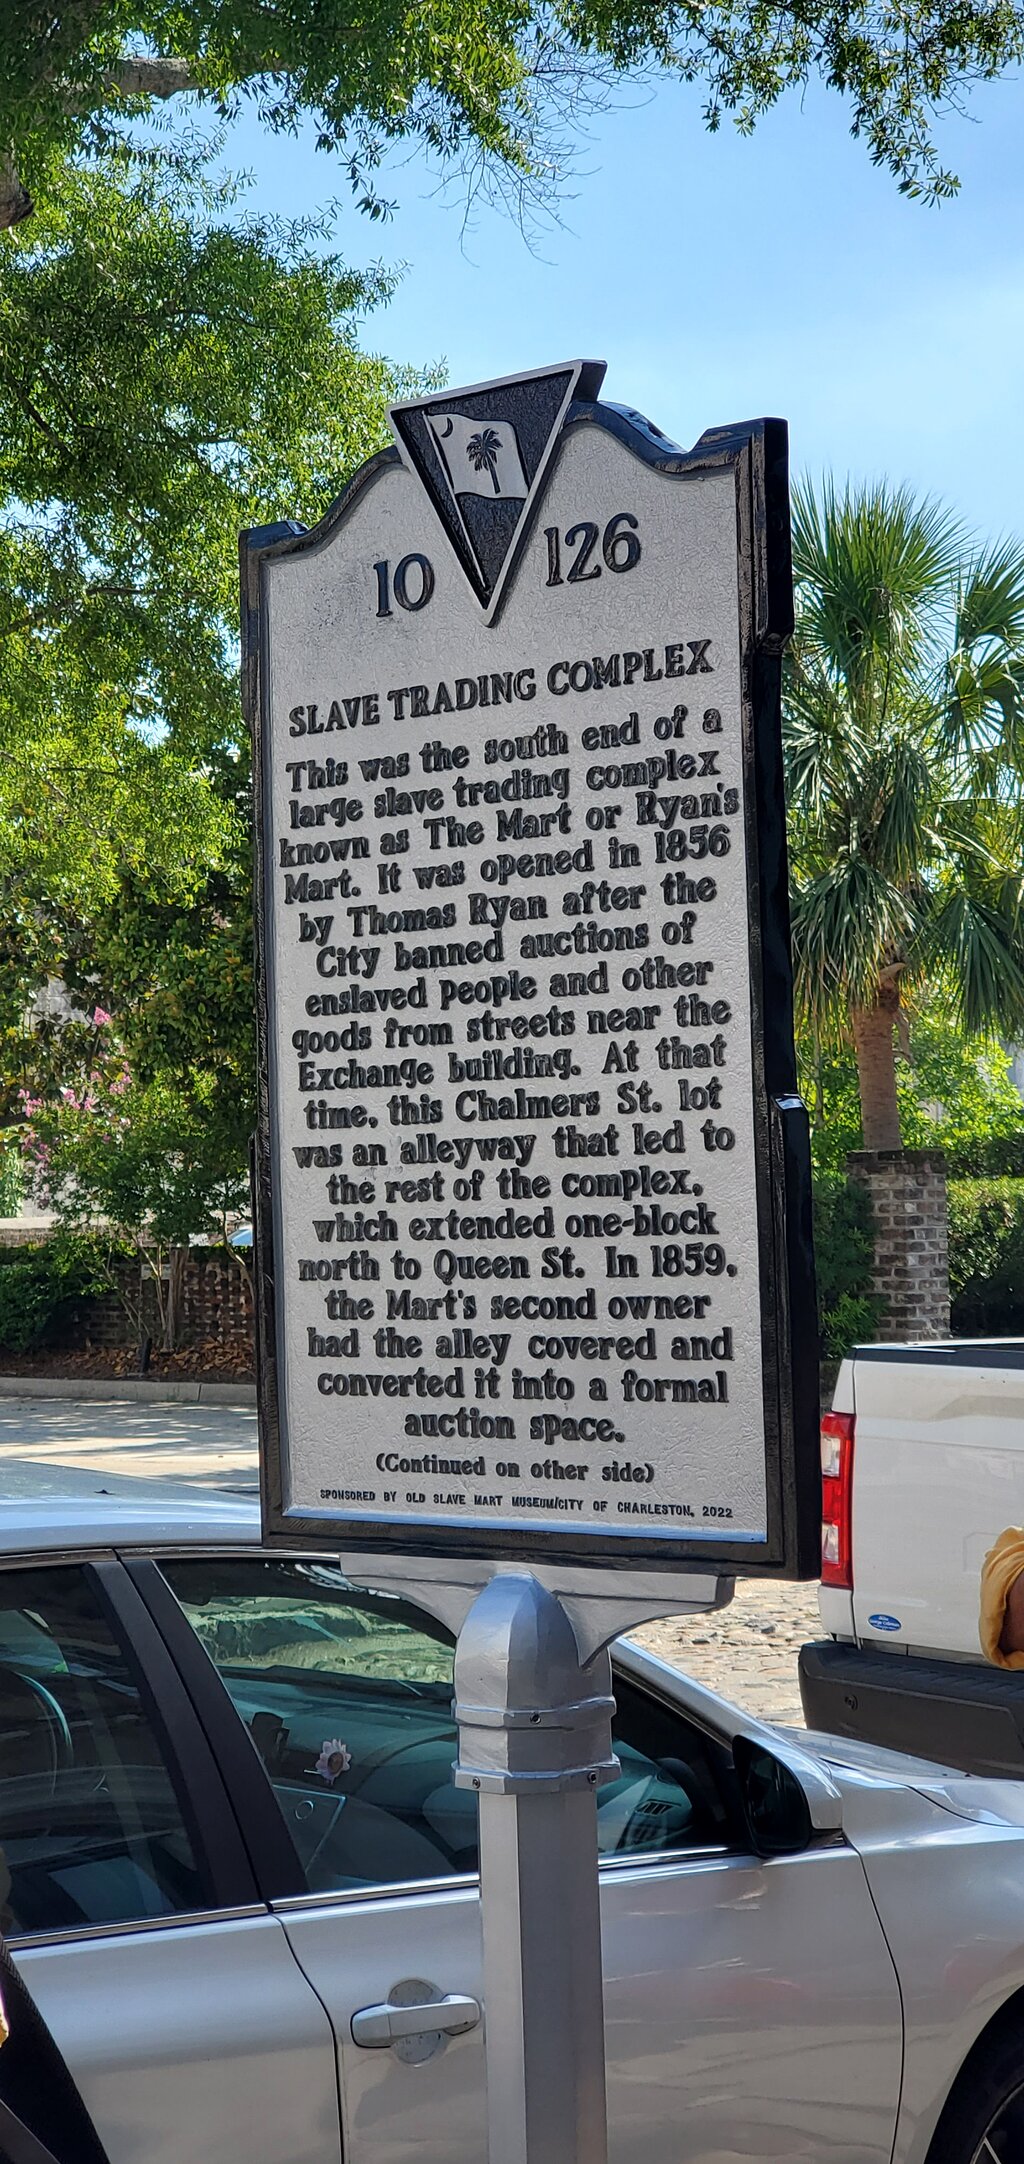 10 126
SLAVE TRADING COMPLEX
This was the south end of a
large slave trading complex
known as The Mart or Ryan's
Mart. It was opened in 1856
by Thomas Ryan after the
City banned auctions of
enslaved people and other
goods from streets near the
Exchange building. At that
time, this Chalmers St. lot
was an alleyway that led to
the rest of the complex,
which extended one-block
north to Queen St. In 1859,
the Mart's second owner
had the alley covered and
converted it into a formal
auction space.
(Continued on other side)
SPONSORED BY OLD SLAVE MART MUSEUM/CITY OF CHARLESTON, 2022